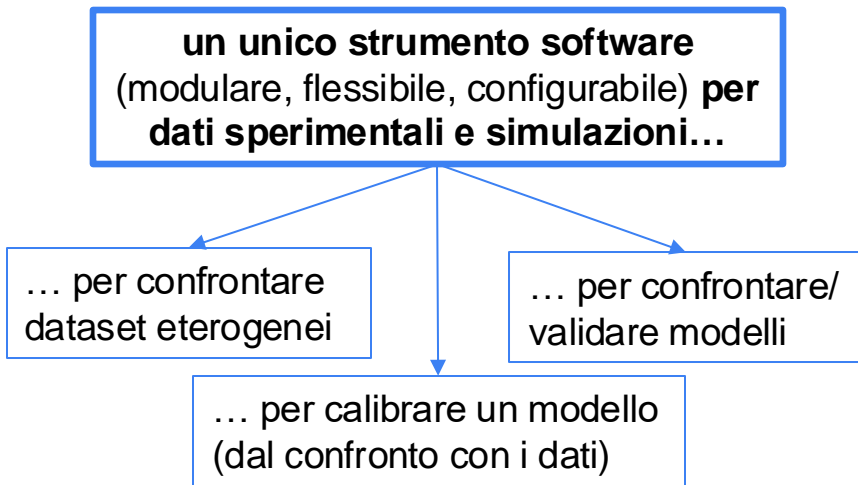 un unico strumento software
(modulare, flessibile, configurabile) per
dati sperimentali e simulazioni…
… per confrontare
dataset eterogenei
… per confrontare/
validare modelli
… per calibrare un modello
(dal confronto con i dati)